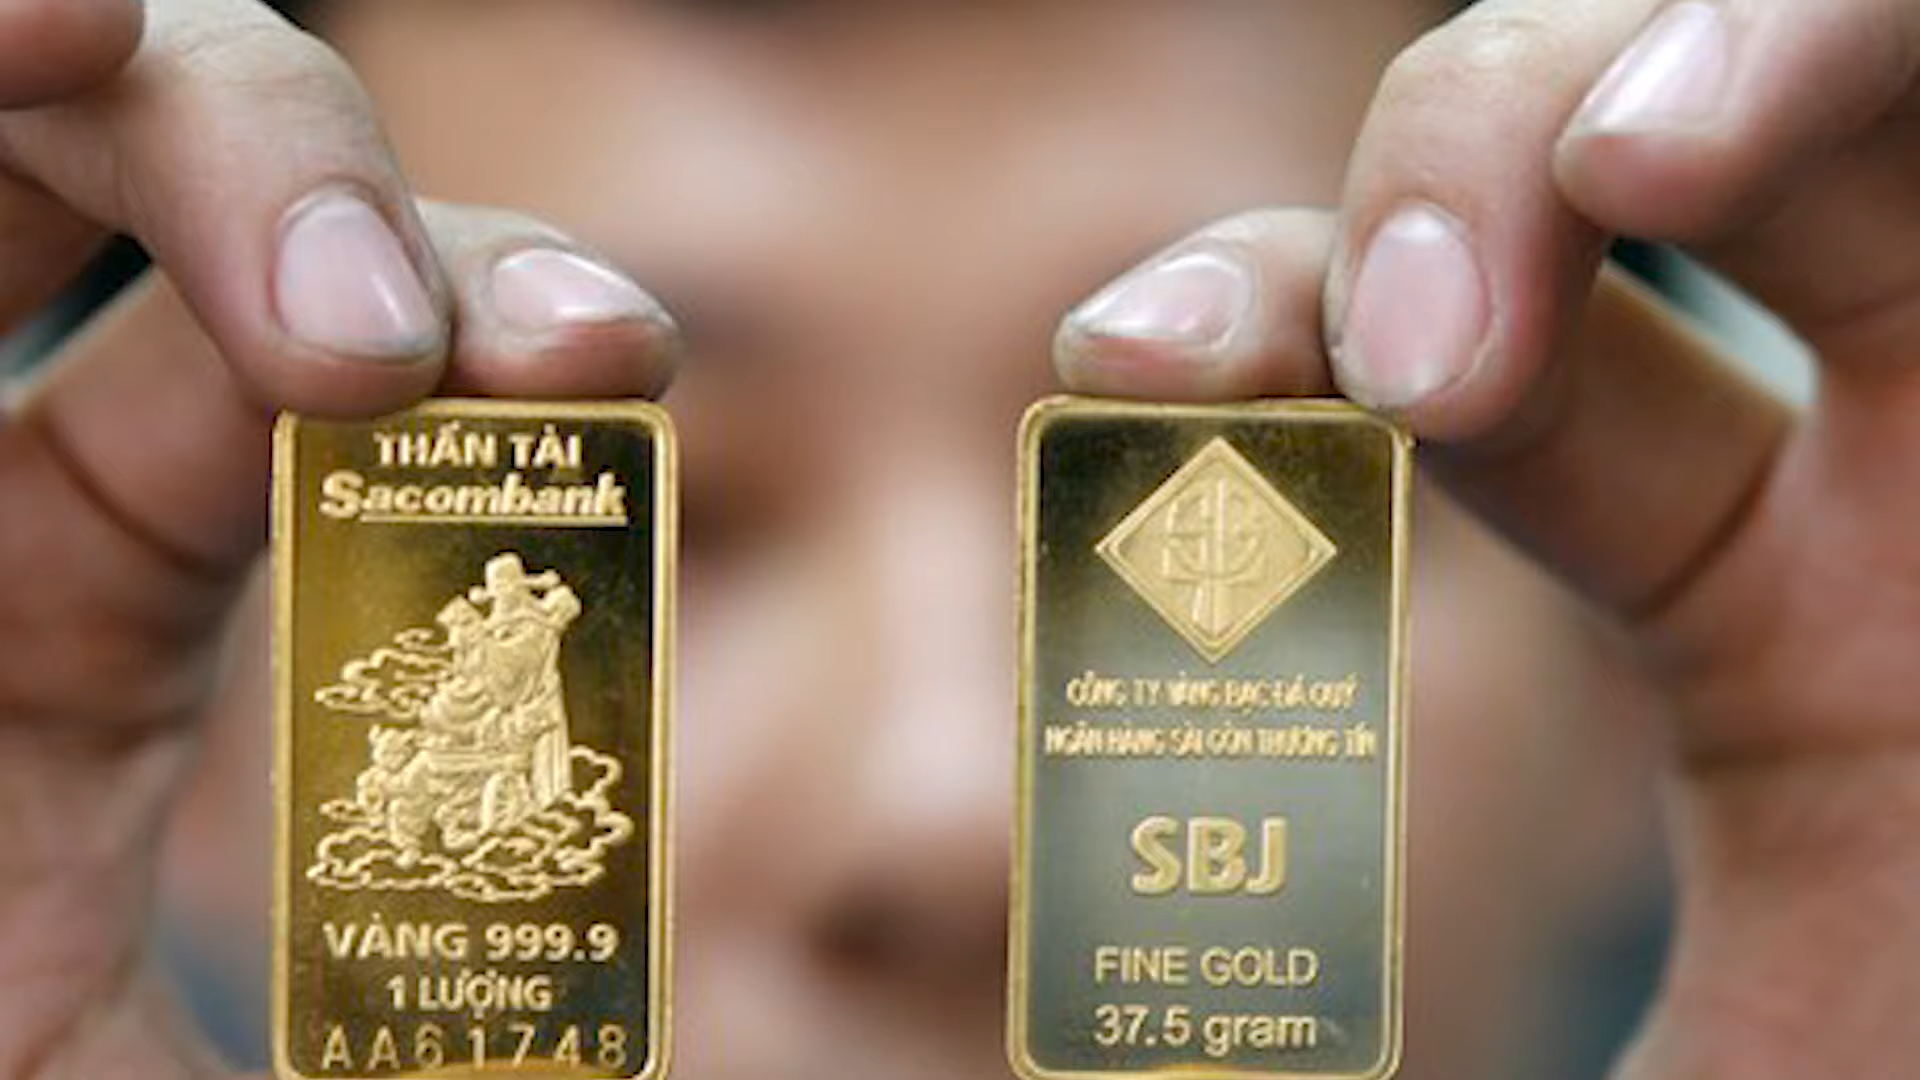 THẦN TÀI
Sacombank
VÀNG 999.9
1 LƯỢNG
AA61748
CÔNG TY VÀNG BẠC ĐÁ QUÝ
NGÂN HÀNG SÀI GÒN THƯƠNG TÍN
SBJ
FINE GOLD
37.5 gram